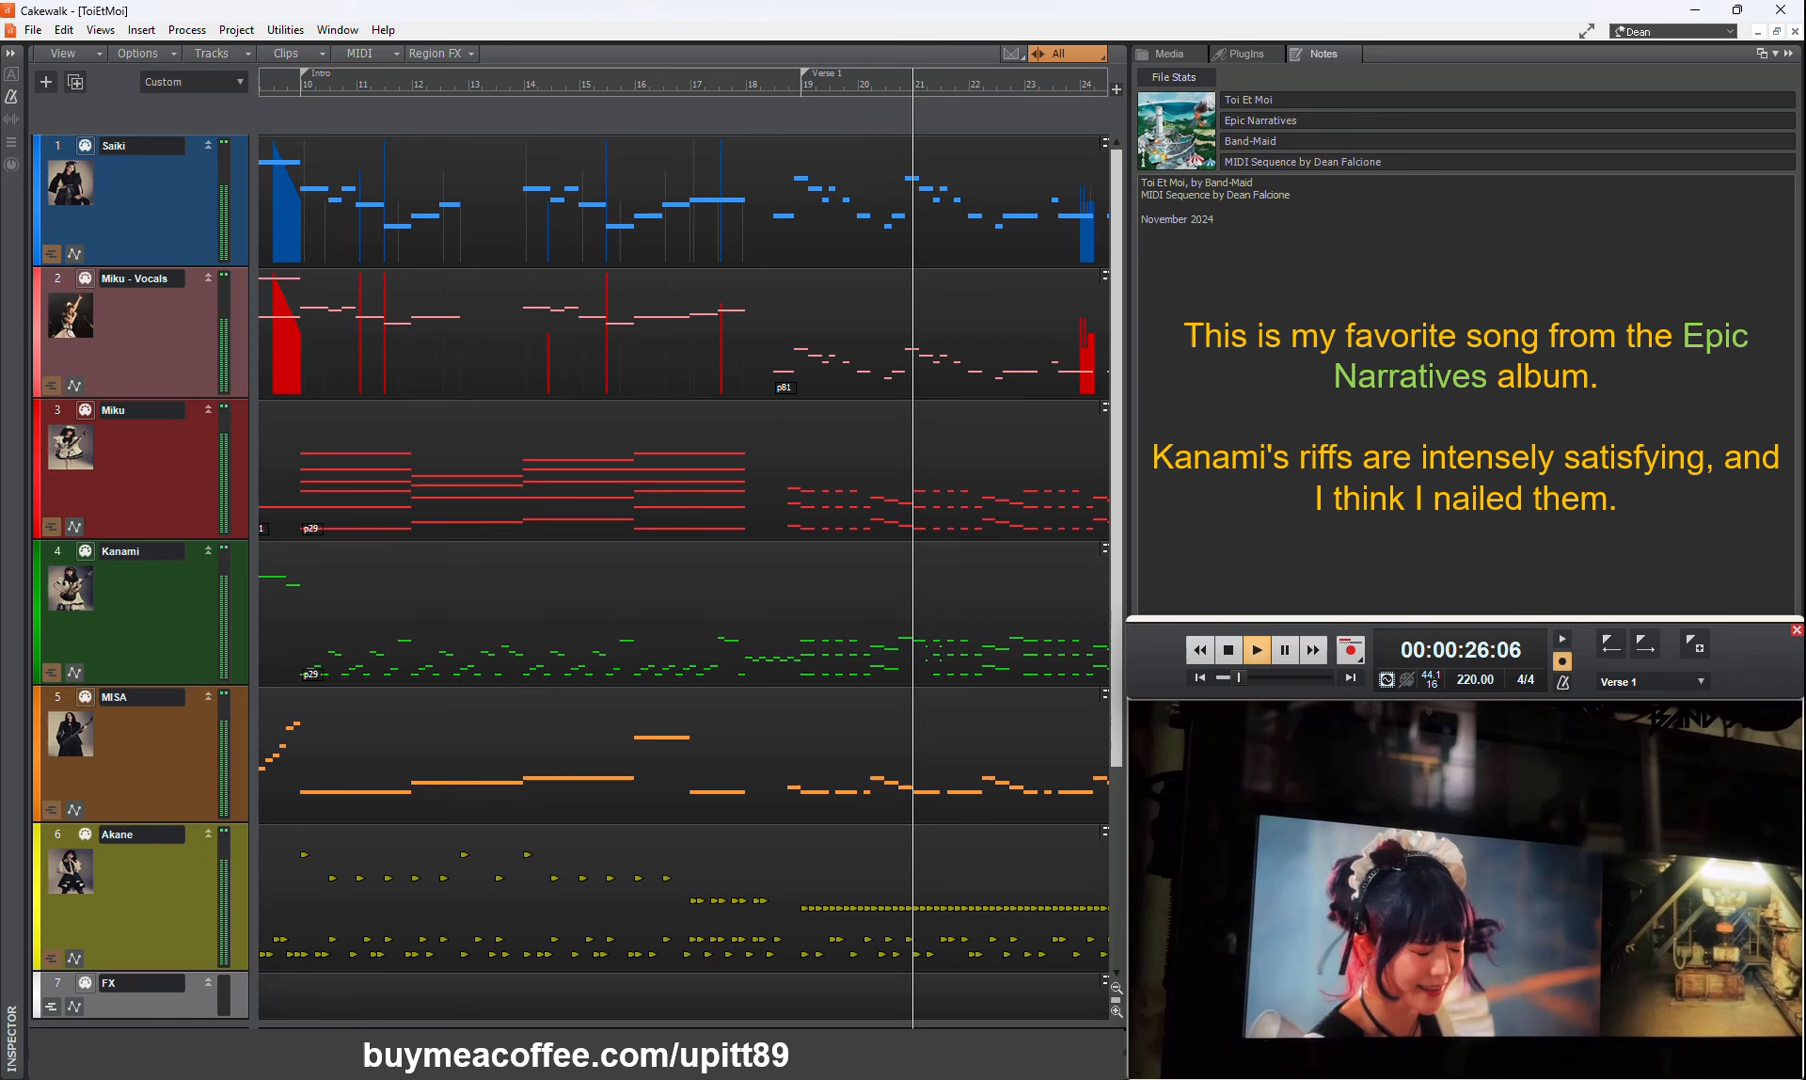 Cakewalk - [ToiEtMoi]
File Edit Views Insert Process Project Utilities Window Help
Dean
View Options Tracks Clips MIDI Region FX
All
Media PlugIns Notes
Custom
Intro Verse 1
10 11 12 13 14 15 16 17 18 19 20 21 22 23 24
File Stats
Toi Et Moi
Epic Narratives
Band-Maid
MIDI Sequence by Dean Falcione
Toi Et Moi, by Band-Maid
MIDI Sequence by Dean Falcione
November 2024
This is my favorite song from the Epic
Narratives album.
Kanami's riffs are intensely satisfying, and
I think I nailed them.
1 Saiki
2 Miku - Vocals
p81
3 Miku
1 p29
4 Kanami
p29
5 MISA
6 Akane
7 FX
00:00:26:06
44.1
16
220.00 4/4
Verse 1
INSPECTOR
buymeacoffee.com/upitt89